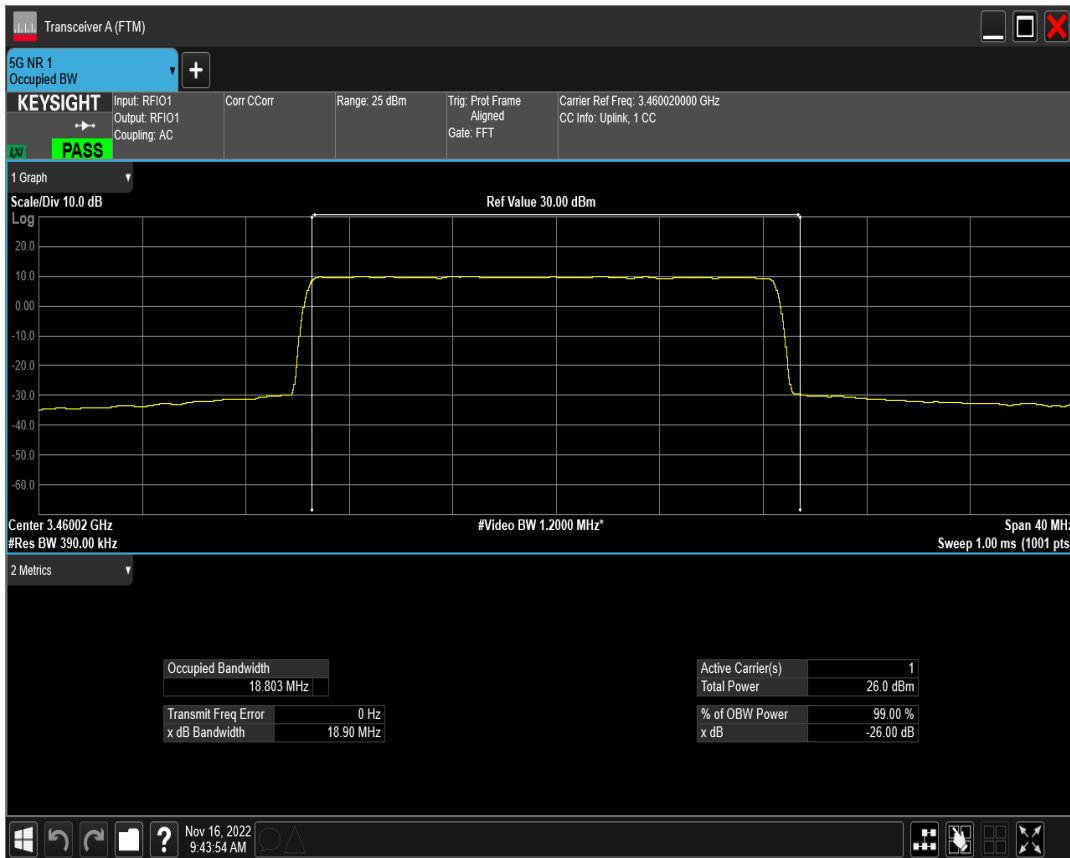 Transceiver A (FTM)
5G NR 1
Occupied BW
+
KEYSIGHT
LXI
PASS
Input: RFIO1
Output: RFIO1
Coupling: AC
Corr CCorr
Range: 25 dBm
Trig: Prot Frame
Aligned
Gate: FFT
Carrier Ref Freq: 3.460020000 GHz
CC Info: Uplink, 1 CC
1 Graph
Scale/Div 10.0 dB
Ref Value 30.00 dBm
Log
20.0
10.0
0.00
-10.0
-20.0
-30.0
-40.0
-50.0
-60.0
Center 3.46002 GHz
#Video BW 1.2000 MHz*
Span 40 MHz
#Res BW 390.00 kHz
Sweep 1.00 ms (1001 pts
2 Metrics
Occupied Bandwidth
18.803 MHz
Transmit Freq Error 0 Hz
x dB Bandwidth 18.90 MHz
Active Carrier(s) 1
Total Power 26.0 dBm
% of OBW Power 99.00 %
x dB -26.00 dB
?
Nov 16, 2022
9:43:54 AM